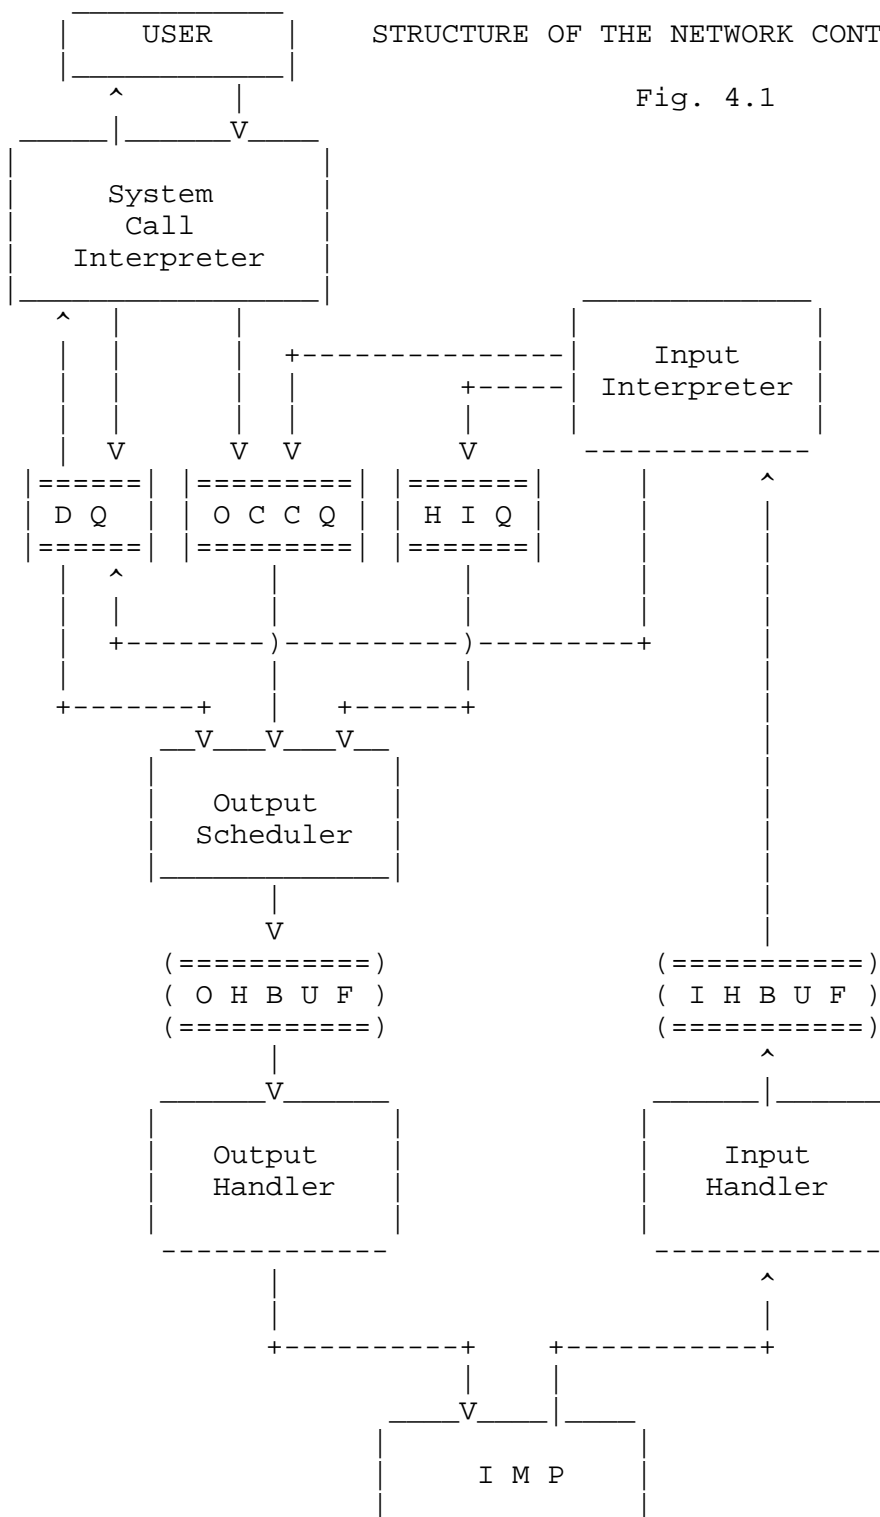 USER
STRUCTURE OF THE NETWORK CONT
Fig. 4.1
System
Call
Interpreter
Input
Interpreter
D Q
O C C Q
H I Q
Output
Scheduler
O H B U F
I H B U F
Output
Handler
Input
Handler
I M P